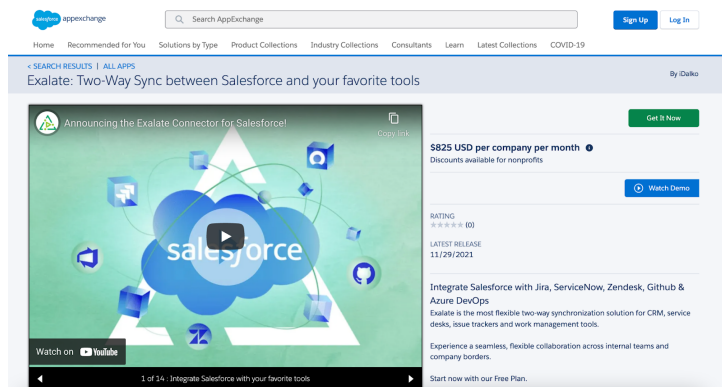 salesforce appexchange
Search AppExchange
Sign Up
Log In
Home Recommended for You Solutions by Type Product Collections Industry Collections Consultants Learn Latest Collections COVID-19
< SEARCH RESULTS | ALL APPS
Exalate: Two-Way Sync between Salesforce and your favorite tools
By iDalko
Announcing the Exalate Connector for Salesforce!
Copy link
salesforce
Watch on YouTube
1 of 14 : Integrate Salesforce with your favorite tools
Get It Now
$825 USD per company per month
Discounts available for nonprofits
Watch Demo
RATING
(0)
LATEST RELEASE
11/29/2021
Integrate Salesforce with Jira, ServiceNow, Zendesk, Github &
Azure DevOps
Exalate is the most flexible two-way synchronization solution for CRM, service
desks, issue trackers and work management tools.
Experience a seamless, flexible collaboration across internal teams and
company borders.
Start now with our Free Plan.